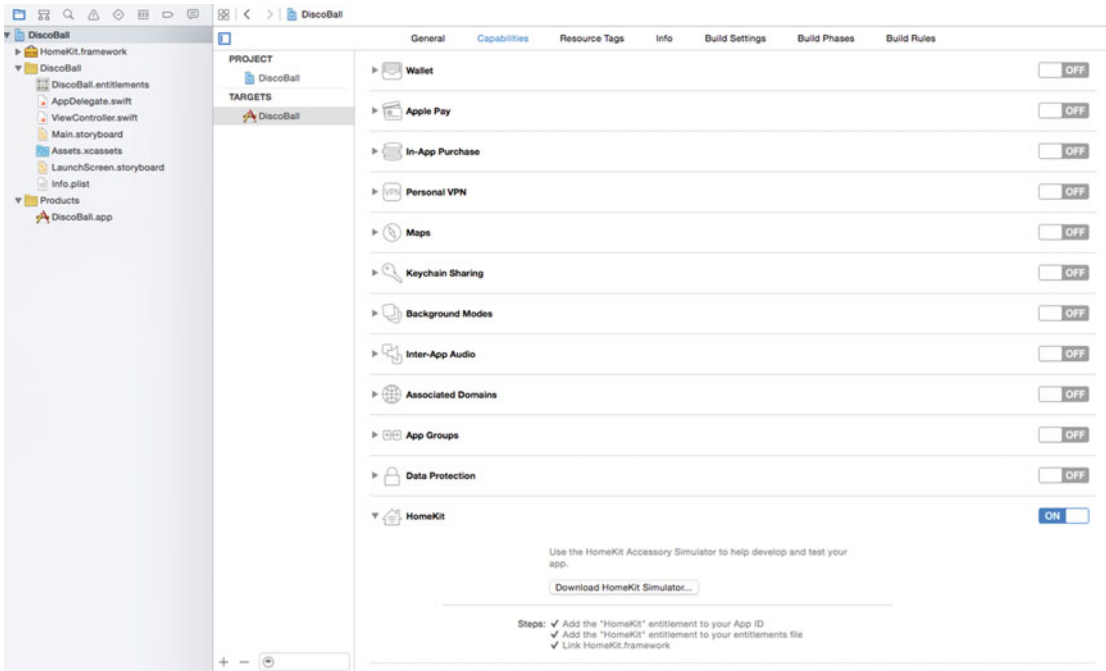 DiscoBall
DiscoBall
HomeKit.framework
DiscoBall
DiscoBall.entitlements
AppDelegate.swift
ViewController.swift
Main.storyboard
Assets.xcassets
LaunchScreen.storyboard
Info.plist
Products
DiscoBall.app
General Capabilities Resource Tags Info Build Settings Build Phases Build Rules
PROJECT
DiscoBall
TARGETS
DiscoBall
Wallet OFF
Apple Pay OFF
In-App Purchase OFF
VPN Personal VPN OFF
Maps OFF
Keychain Sharing OFF
Background Modes OFF
Inter-App Audio OFF
Associated Domains OFF
App Groups OFF
Data Protection OFF
HomeKit ON
Use the HomeKit Accessory Simulator to help develop and test your
app.
Download HomeKit Simulator...
Steps: ✓ Add the "HomeKit" entitlement to your App ID
✓ Add the "HomeKit" entitlement to your entitlements file
✓ Link HomeKit.framework